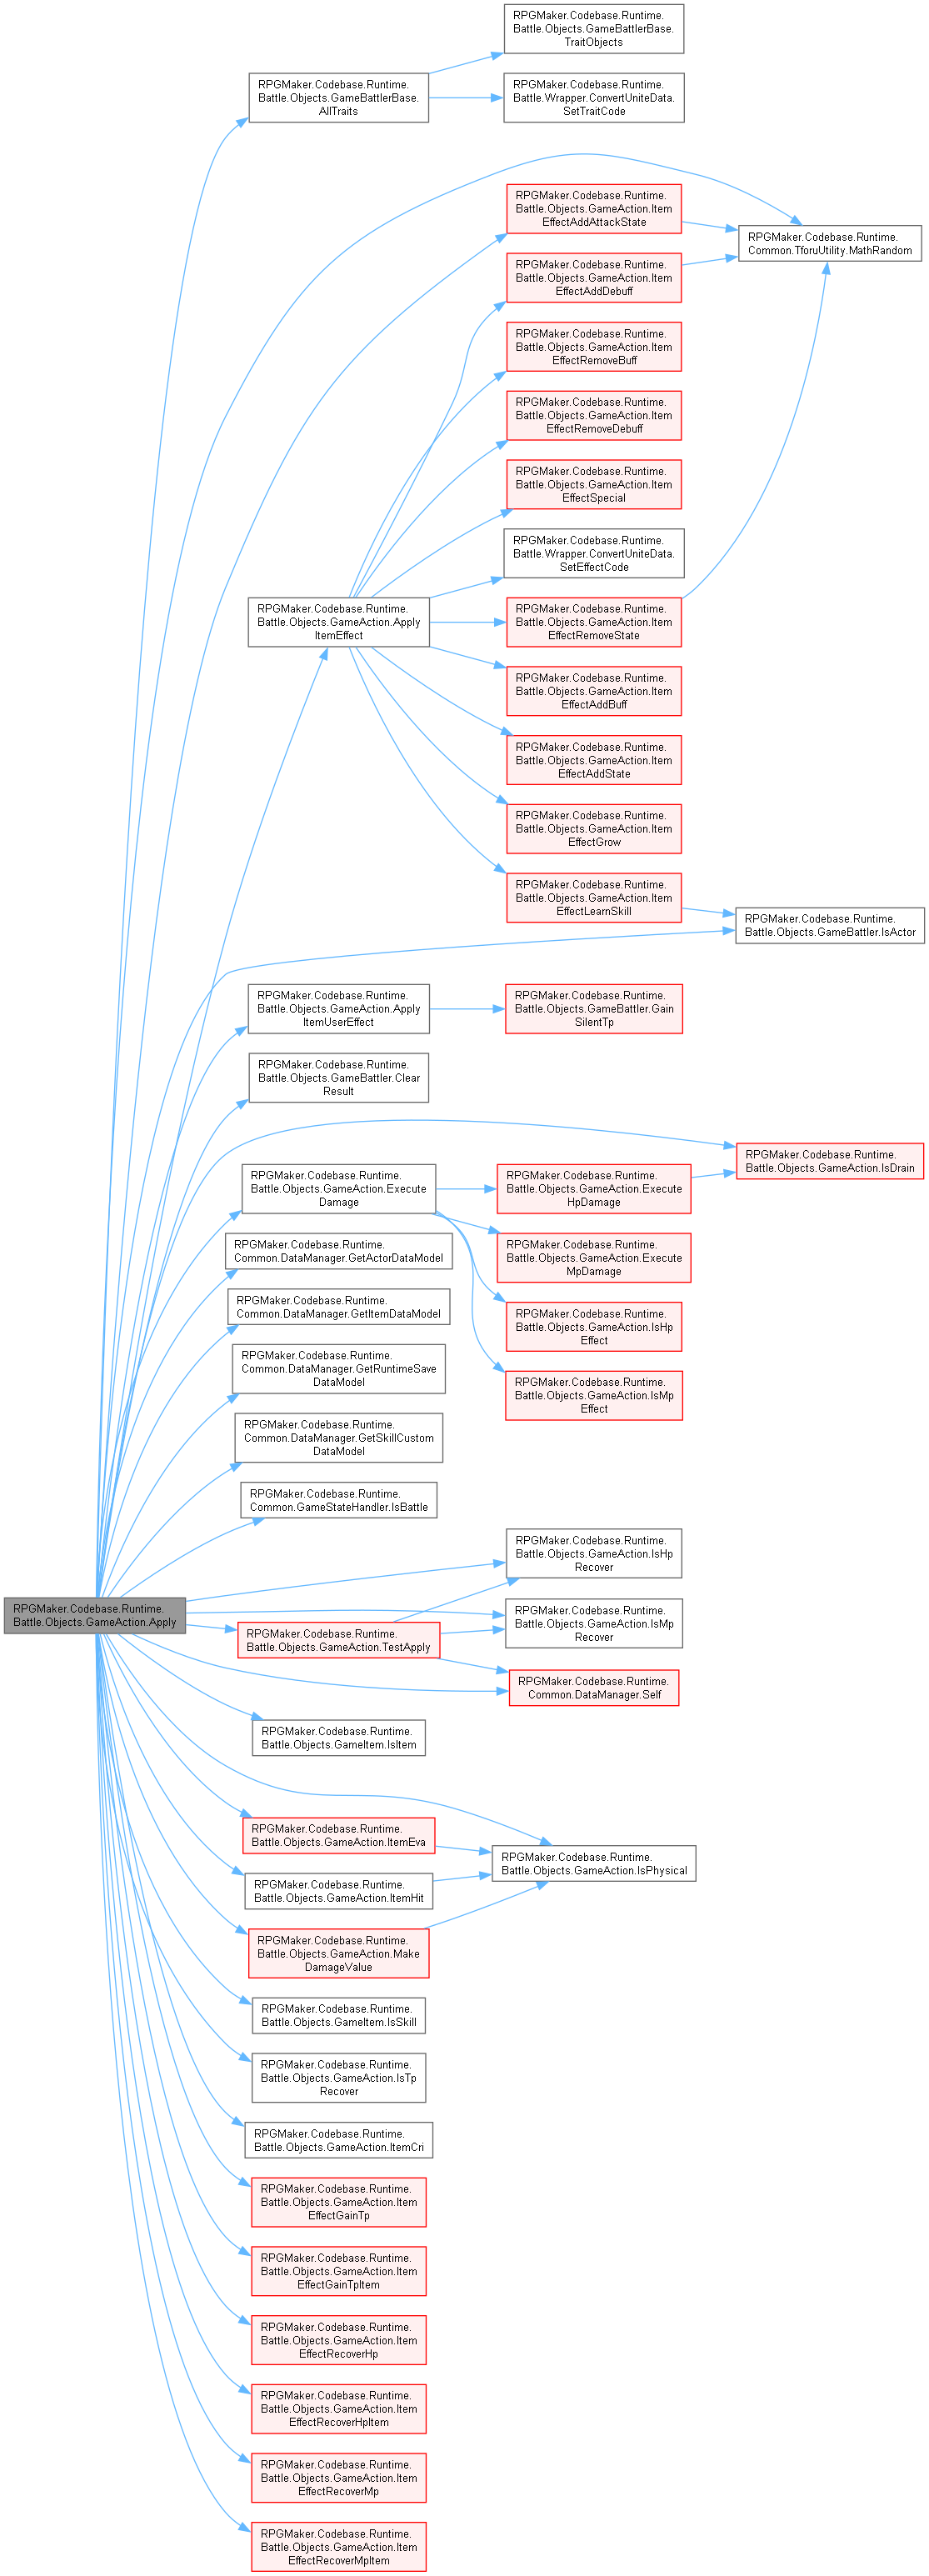 RPGMaker.Codebase.Runtime.
Battle.Objects.GameBattlerBase.
TraitObjects
RPGMaker.Codebase.Runtime.
Battle.Objects.GameBattlerBase.
AllTraits
RPGMaker.Codebase.Runtime.
Battle.Wrapper.ConvertUniteData.
SetTraitCode
RPGMaker.Codebase.Runtime.
Battle.Objects.GameAction.Item
EffectAddAttackState
RPGMaker.Codebase.Runtime.
Common.TforuUtility.MathRandom
RPGMaker.Codebase.Runtime.
Battle.Objects.GameAction.Item
EffectAddDebuff
RPGMaker.Codebase.Runtime.
Battle.Objects.GameAction.Item
EffectRemoveBuff
RPGMaker.Codebase.Runtime.
Battle.Objects.GameAction.Item
EffectRemoveDebuff
RPGMaker.Codebase.Runtime.
Battle.Objects.GameAction.Item
EffectSpecial
RPGMaker.Codebase.Runtime.
Battle.Wrapper.ConvertUniteData.
SetEffectCode
RPGMaker.Codebase.Runtime.
Battle.Objects.GameAction.Apply
ItemEffect
RPGMaker.Codebase.Runtime.
Battle.Objects.GameAction.Item
EffectRemoveState
RPGMaker.Codebase.Runtime.
Battle.Objects.GameAction.Item
EffectAddBuff
RPGMaker.Codebase.Runtime.
Battle.Objects.GameAction.Item
EffectAddState
RPGMaker.Codebase.Runtime.
Battle.Objects.GameAction.Item
EffectGrow
RPGMaker.Codebase.Runtime.
Battle.Objects.GameAction.Item
EffectLearnSkill
RPGMaker.Codebase.Runtime.
Battle.Objects.GameBattler.IsActor
RPGMaker.Codebase.Runtime.
Battle.Objects.GameAction.Apply
ItemUserEffect
RPGMaker.Codebase.Runtime.
Battle.Objects.GameBattler.Gain
SilentTp
RPGMaker.Codebase.Runtime.
Battle.Objects.GameBattler.Clear
Result
RPGMaker.Codebase.Runtime.
Battle.Objects.GameAction.IsDrain
RPGMaker.Codebase.Runtime.
Battle.Objects.GameAction.Execute
Damage
RPGMaker.Codebase.Runtime.
Battle.Objects.GameAction.Execute
HpDamage
RPGMaker.Codebase.Runtime.
Common.DataManager.GetActorDataModel
RPGMaker.Codebase.Runtime.
Battle.Objects.GameAction.Execute
MpDamage
RPGMaker.Codebase.Runtime.
Common.DataManager.GetItemDataModel
RPGMaker.Codebase.Runtime.
Battle.Objects.GameAction.IsHp
Effect
RPGMaker.Codebase.Runtime.
Common.DataManager.GetRuntimeSave
DataModel
RPGMaker.Codebase.Runtime.
Battle.Objects.GameAction.IsMp
Effect
RPGMaker.Codebase.Runtime.
Common.DataManager.GetSkillCustom
DataModel
RPGMaker.Codebase.Runtime.
Common.GameStateHandler.IsBattle
RPGMaker.Codebase.Runtime.
Battle.Objects.GameAction.IsHp
Recover
RPGMaker.Codebase.Runtime.
Battle.Objects.GameAction.Apply
RPGMaker.Codebase.Runtime.
Battle.Objects.GameAction.IsMp
Recover
RPGMaker.Codebase.Runtime.
Battle.Objects.GameAction.TestApply
RPGMaker.Codebase.Runtime.
Common.DataManager.Self
RPGMaker.Codebase.Runtime.
Battle.Objects.GameItem.IsItem
RPGMaker.Codebase.Runtime.
Battle.Objects.GameAction.ItemEva
RPGMaker.Codebase.Runtime.
Battle.Objects.GameAction.IsPhysical
RPGMaker.Codebase.Runtime.
Battle.Objects.GameAction.ItemHit
RPGMaker.Codebase.Runtime.
Battle.Objects.GameAction.Make
DamageValue
RPGMaker.Codebase.Runtime.
Battle.Objects.GameItem.IsSkill
RPGMaker.Codebase.Runtime.
Battle.Objects.GameAction.IsTp
Recover
RPGMaker.Codebase.Runtime.
Battle.Objects.GameAction.ItemCri
RPGMaker.Codebase.Runtime.
Battle.Objects.GameAction.Item
EffectGainTp
RPGMaker.Codebase.Runtime.
Battle.Objects.GameAction.Item
EffectGainTpItem
RPGMaker.Codebase.Runtime.
Battle.Objects.GameAction.Item
EffectRecoverHp
RPGMaker.Codebase.Runtime.
Battle.Objects.GameAction.Item
EffectRecoverHpItem
RPGMaker.Codebase.Runtime.
Battle.Objects.GameAction.Item
EffectRecoverMp
RPGMaker.Codebase.Runtime.
Battle.Objects.GameAction.Item
EffectRecoverMpItem